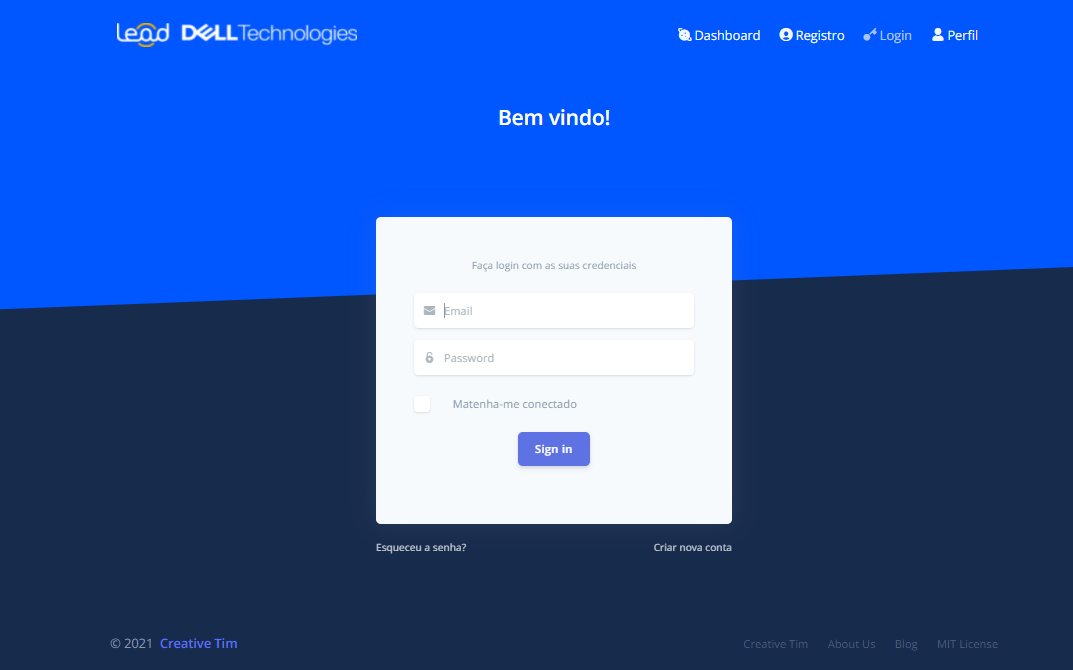 Lead DELL Technologies
Dashboard Registro Login Perfil
Bem vindo!
Faça login com as suas credenciais
Email
Password
Matenha-me conectado
Sign in
Esqueceu a senha? Criar nova conta
© 2021 Creative Tim Creative Tim About Us Blog MIT License